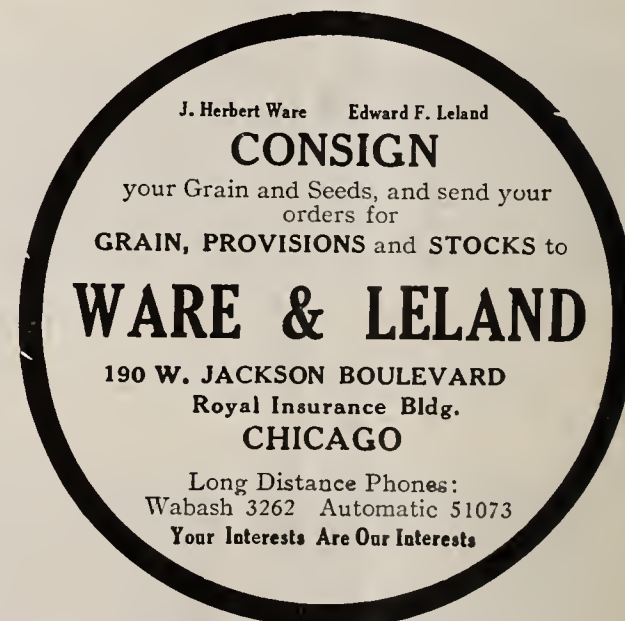 J. Herbert Ware Edward F. Leland
CONSIGN
your Grain and Seeds, and send your
orders for
GRAIN, PROVISIONS and STOCKS to
WARE & LELAND
190 W. JACKSON BOULEVARD
Royal Insurance Bldg.
CHICAGO
Long Distance Phones:
Wabash 3262 Automatic 51073
Your Interests Are Our Interests